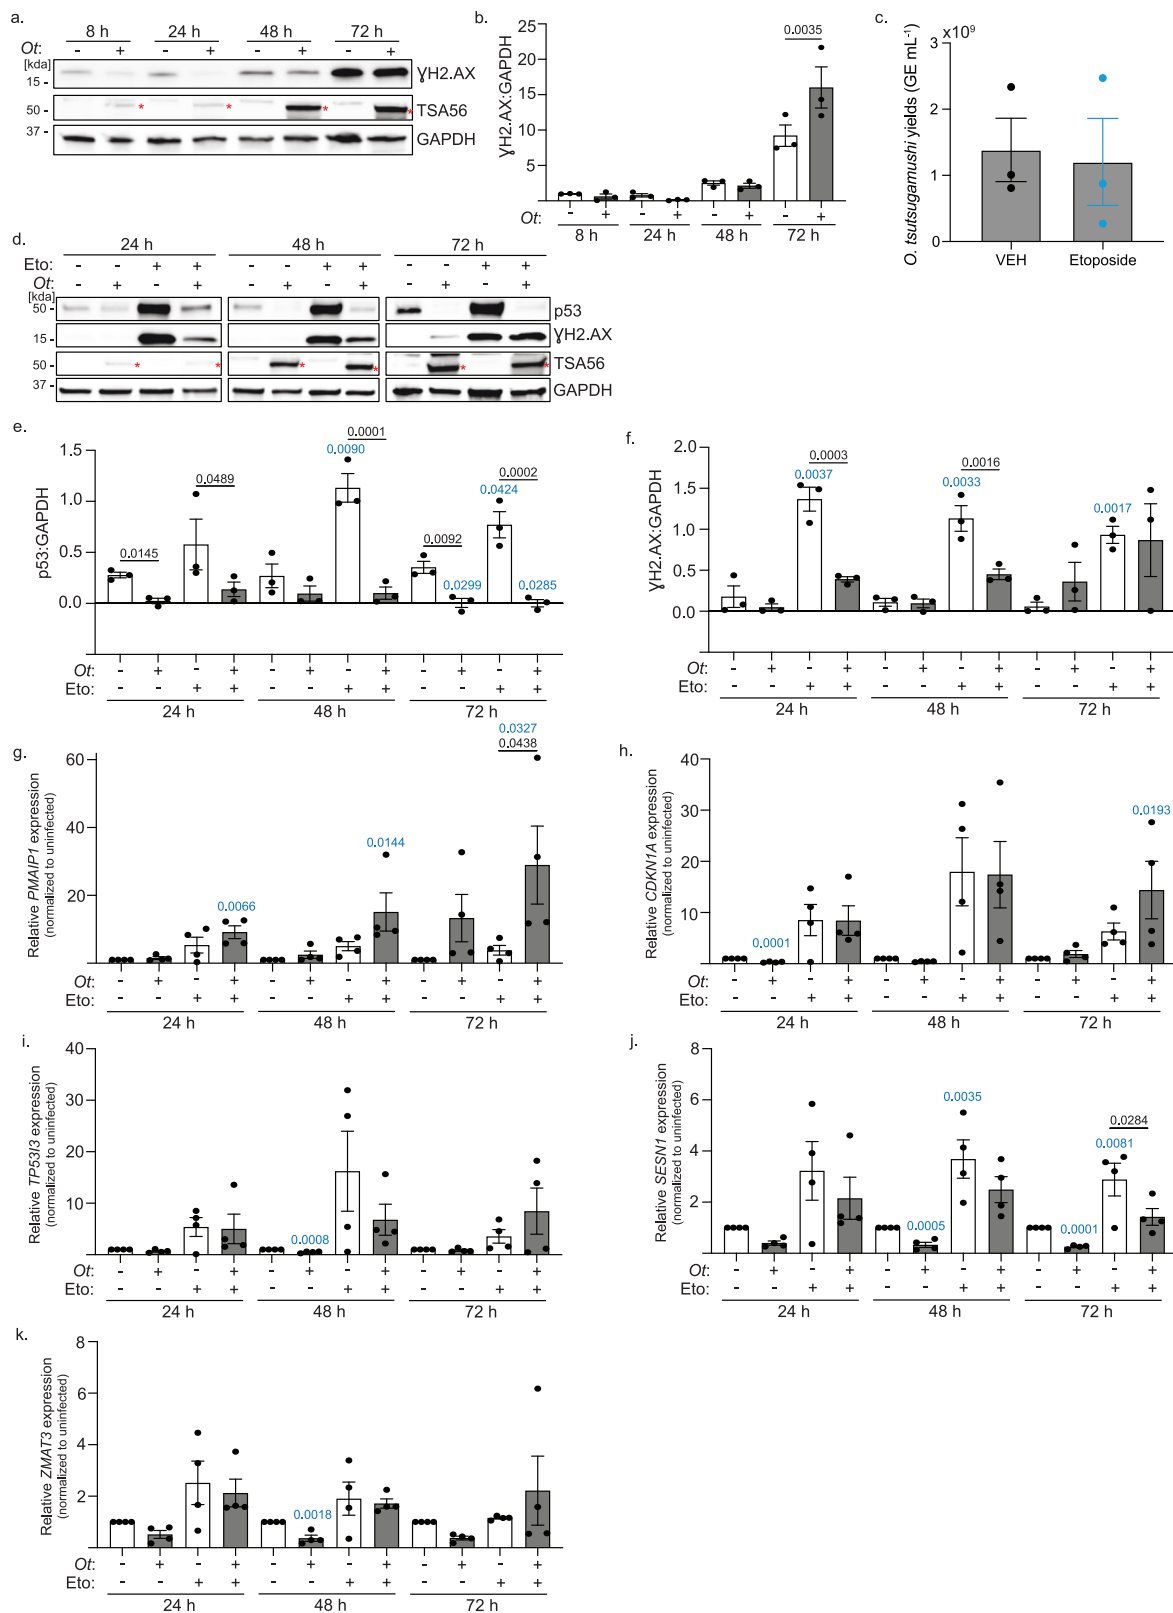 a.
8 h 24 h 48 h 72 h
Ot: - + - + - + - +
[kda]
15 - ɣH2.AX
* * * *
50 - TSA56
37 -
GAPDH
b.
ɣH2.AX:GAPDH
25
20
15
10
5
0
0.0035
- + - + - + - +
Ot:
8 h 24 h 48 h 72 h
c.
O. tsutsugamushi yields (GE mL⁻¹)
x10⁹
3
2
1
0
VEH Etoposide
d.
24 h 48 h 72 h
Eto: - - + + - - + + - - + +
Ot: - + - + - + - + - + - +
[kda]
50 - p53
15 - ɣH2.AX
50 - * * * * * * TSA56
37 -
GAPDH
e.
p53:GAPDH
1.5
1.0
0.5
0.0
0.0145
0.0489
0.0090
0.0001
0.0092
0.0299
0.0424
0.0002
0.0285
Ot: - + - + - + - + - + - +
Eto: - - + + - - + + - - + +
24 h 48 h 72 h
f.
ɣH2.AX:GAPDH
2.0
1.5
1.0
0.5
0.0
0.0003
0.0037
0.0016
0.0033
0.0017
Ot: - + - + - + - + - + - +
Eto: - - + + - - + + - - + +
24 h 48 h 72 h
g.
Relative PMAIP1 expression
(normalized to uninfected)
60
40
20
0.0066
0.0144
0.0327
0.0438
Ot: - + - + - + - + - + - +
Eto: - - + + - - + + - - + +
24 h 48 h 72 h
h.
Relative CDKN1A expression
(normalized to uninfected)
40
30
20
10
0.0001
0.0193
Ot: - + - + - + - + - + - +
Eto: - - + + - - + + - - + +
24 h 48 h 72 h
i.
Relative TP53I3 expression
(normalized to uninfected)
40
30
20
10
0.0008
Ot: - + - + - + - + - + - +
Eto: - - + + - - + + - - + +
24 h 48 h 72 h
j.
Relative SESN1 expression
(normalized to uninfected)
8
6
4
2
0.0035
0.0005
0.0284
0.0081
0.0001
Ot: - + - + - + - + - + - +
Eto: - - + + - - + + - - + +
24 h 48 h 72 h
k.
Relative ZMAT3 expression
(normalized to uninfected)
8
6
4
2
0.0018
Ot: - + - + - + - + - + - +
Eto: - - + + - - + + - - + +
24 h 48 h 72 h